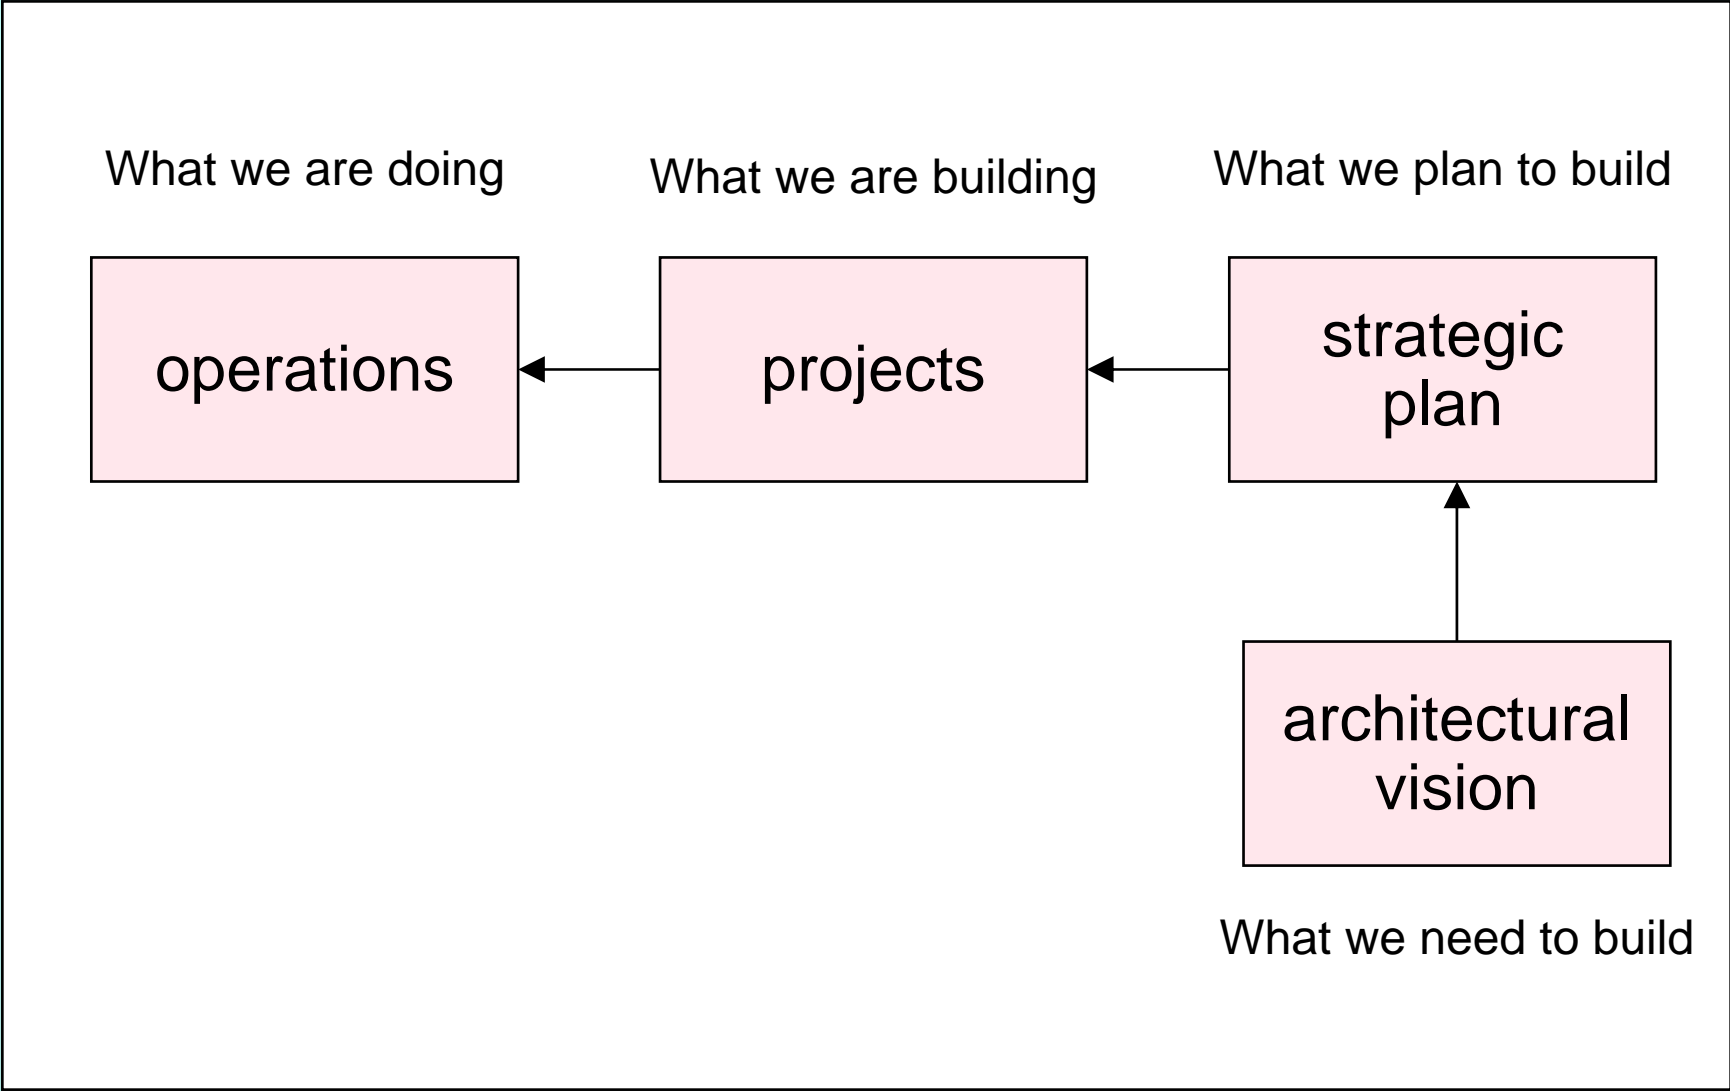 What we are doing
What we are building
What we plan to build
operations
projects
strategic
plan
architectural
vision
What we need to build